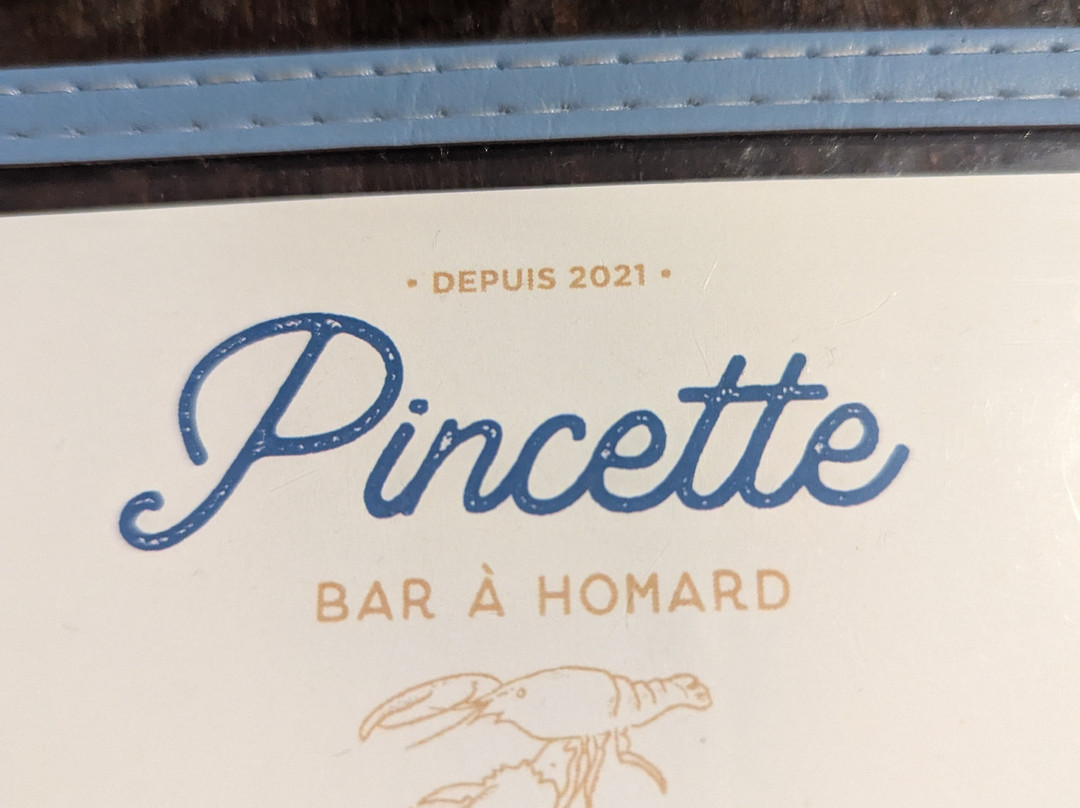 • DEPUIS 2021 •
Pincette
BAR À HOMARD